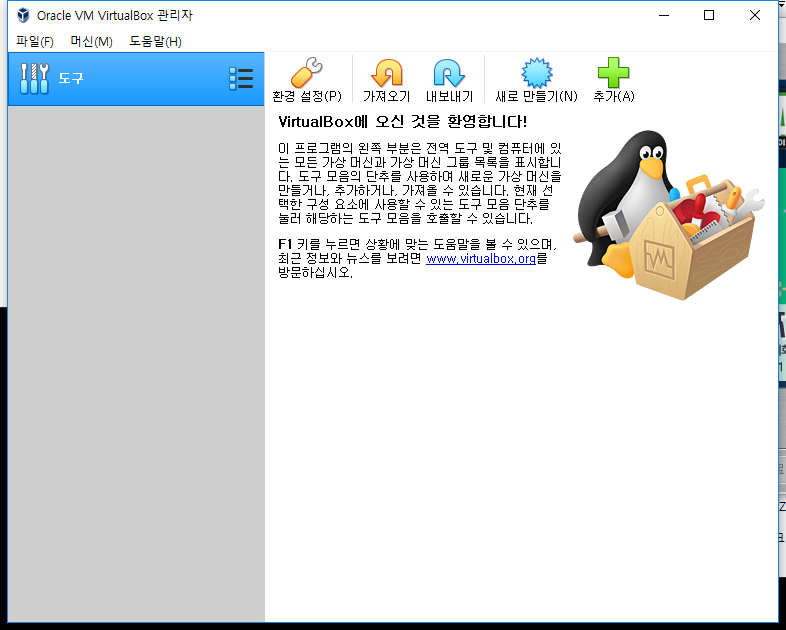 Oracle VM VirtualBox 관리자
파일(F) 머신(M) 도움말(H)
도구
환경 설정(P) 가져오기 내보내기 새로 만들기(N) 추가(A)
VirtualBox에 오신 것을 환영합니다!
이 프로그램의 왼쪽 부분은 전역 도구 및 컴퓨터에 있
는 모든 가상 머신과 가상 머신 그룹 목록을 표시합니
다. 도구 모음의 단추를 사용하여 새로운 가상 머신을
만들거나, 추가하거나, 가져올 수 있습니다. 현재 선
택한 구성 요소에 사용할 수 있는 도구 모음 단추를
눌러 해당하는 도구 모음을 호출할 수 있습니다.
F1 키를 누르면 상황에 맞는 도움말을 볼 수 있으며,
최근 정보와 뉴스를 보려면 www.virtualbox.org를
방문하십시오.